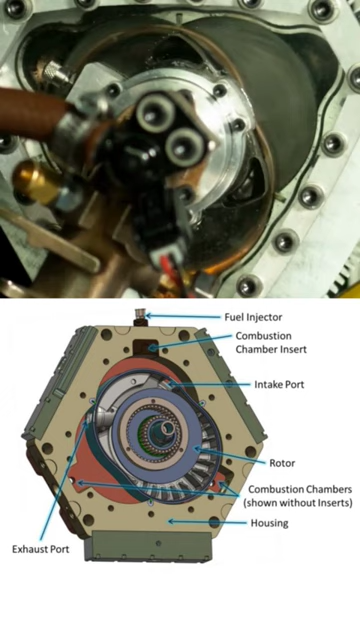 Fuel Injector
Combustion
Chamber Insert
Intake Port
Rotor
Combustion Chambers
(shown without Inserts)
Housing
Exhaust Port